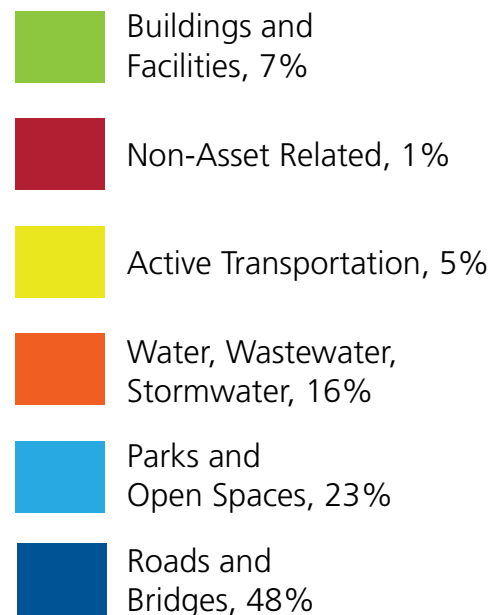 Buildings and
Facilities, 7%
Non-Asset Related, 1%
Active Transportation, 5%
Water, Wastewater,
Stormwater, 16%
Parks and
Open Spaces, 23%
Roads and
Bridges, 48%